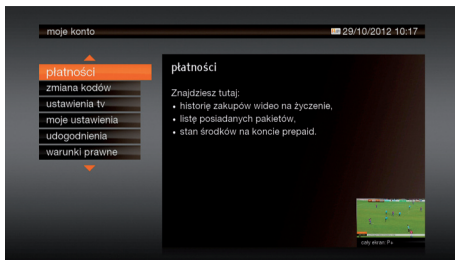 moje konto
29/10/2012 10:17
płatności
zmiana kodów
ustawienia tv
moje ustawienia
udogodnienia
warunki prawne
płatności
Znajdziesz tutaj:
• historię zakupów wideo na życzenie,
• listę posiadanych pakietów,
• stan środków na koncie prepaid.
cały ekran: P+